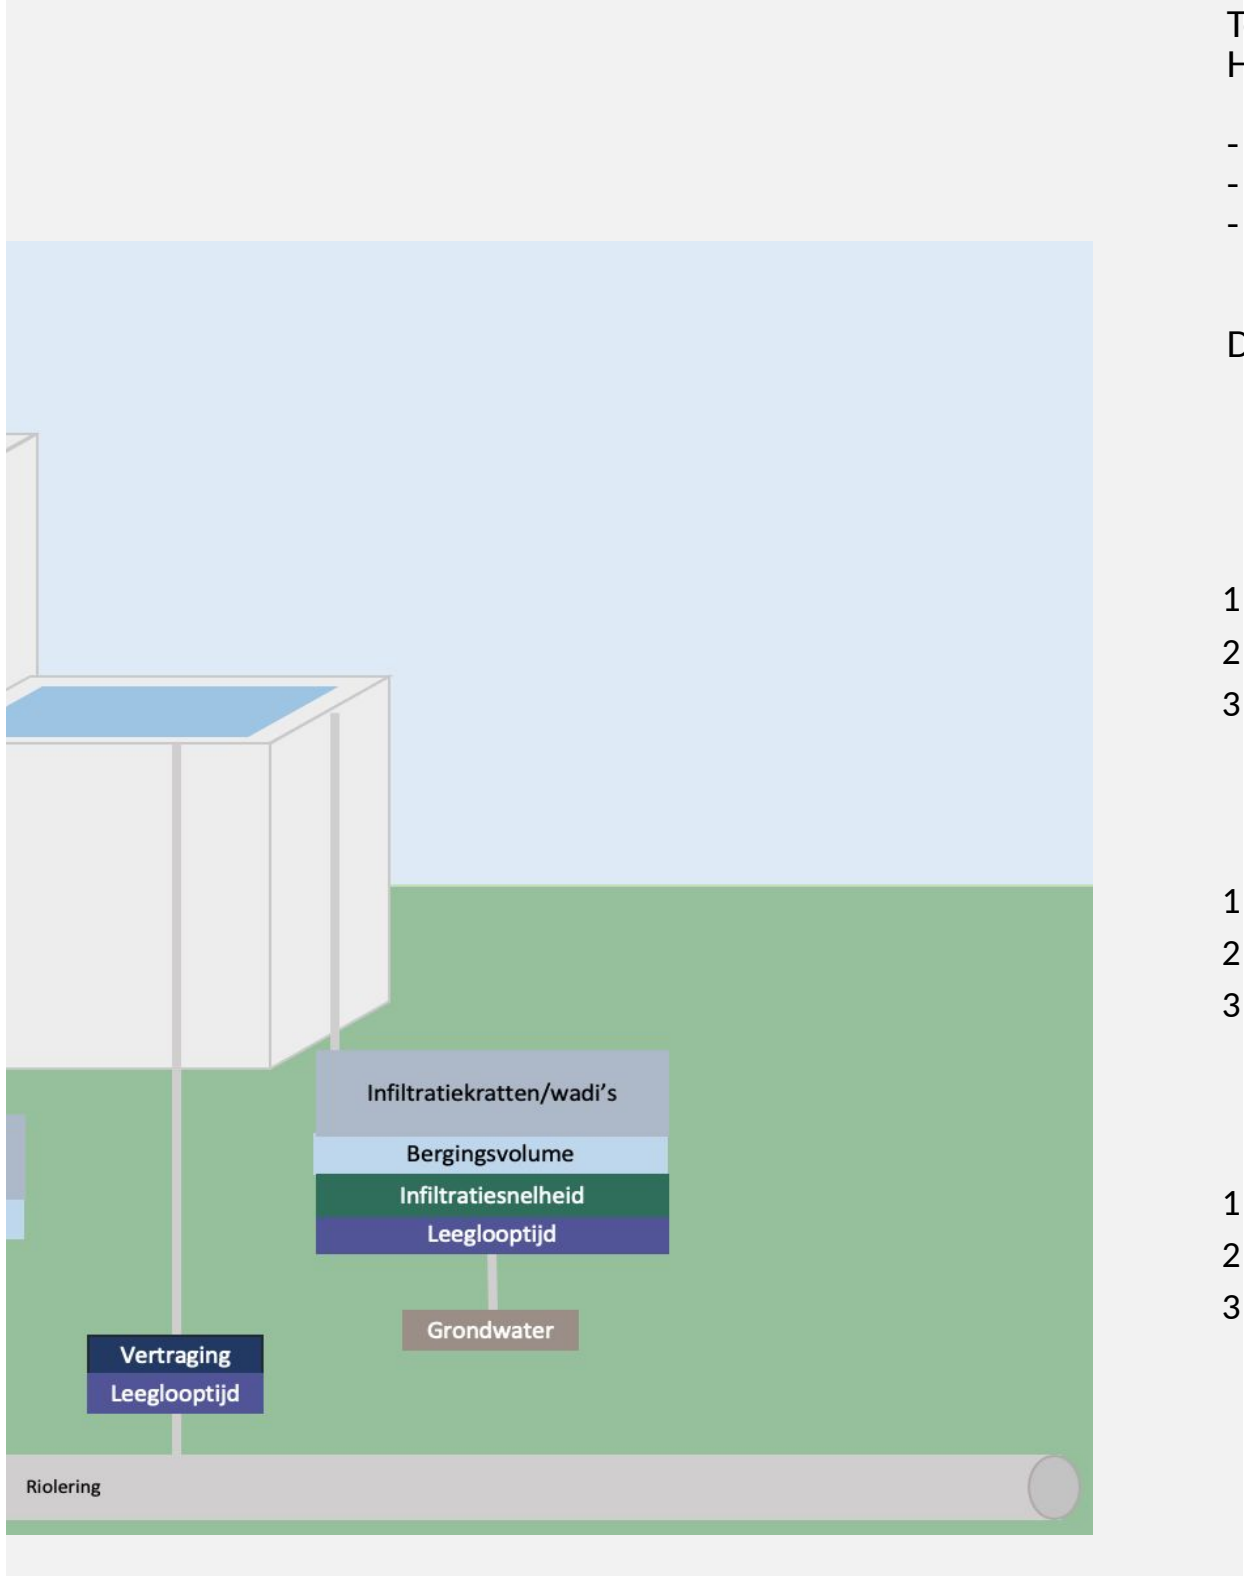 Infiltratiekratten/wadi's
Bergingsvolume
Infiltratiesnelheid
Leeglooptijd
Grondwater
Vertraging
Leeglooptijd
Riolering
T
H
-
-
-
D
1
2
3
1
2
3
1
2
3